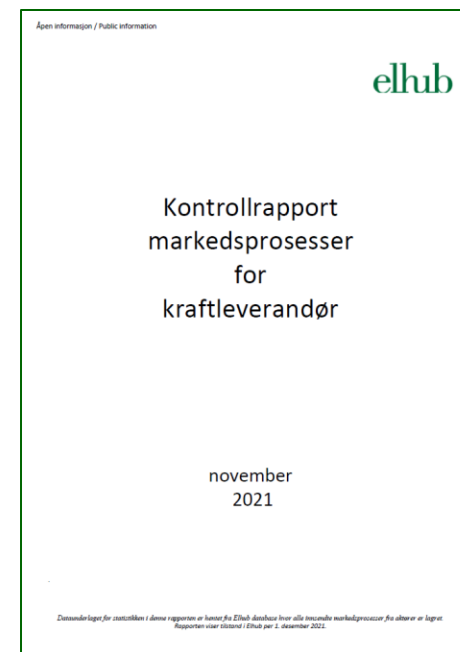 Åpen informasjon / Public information
elhub
Kontrollrapport
markedsprosesser
for
kraftleverandør
november
2021
Dataunderlaget for statistikken i denne rapporten er hentet fra Elhub database hvor alle innsendte markedsprosesser fra aktører er lagret.
Rapporten viser tilstand i Elhub per 1. desember 2021.